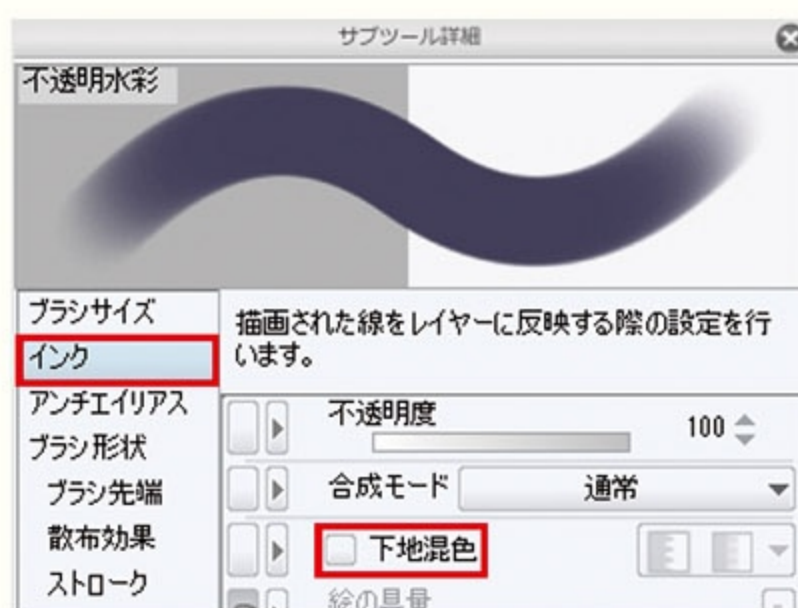 サブツール詳細
不透明水彩
ブラシサイズ
インク
アンチエイリアス
ブラシ形状
ブラシ先端
散布効果
ストローク
描画された線をレイヤーに反映する際の設定を行
います。
不透明度 100
合成モード 通常
下地混色
絵の具量